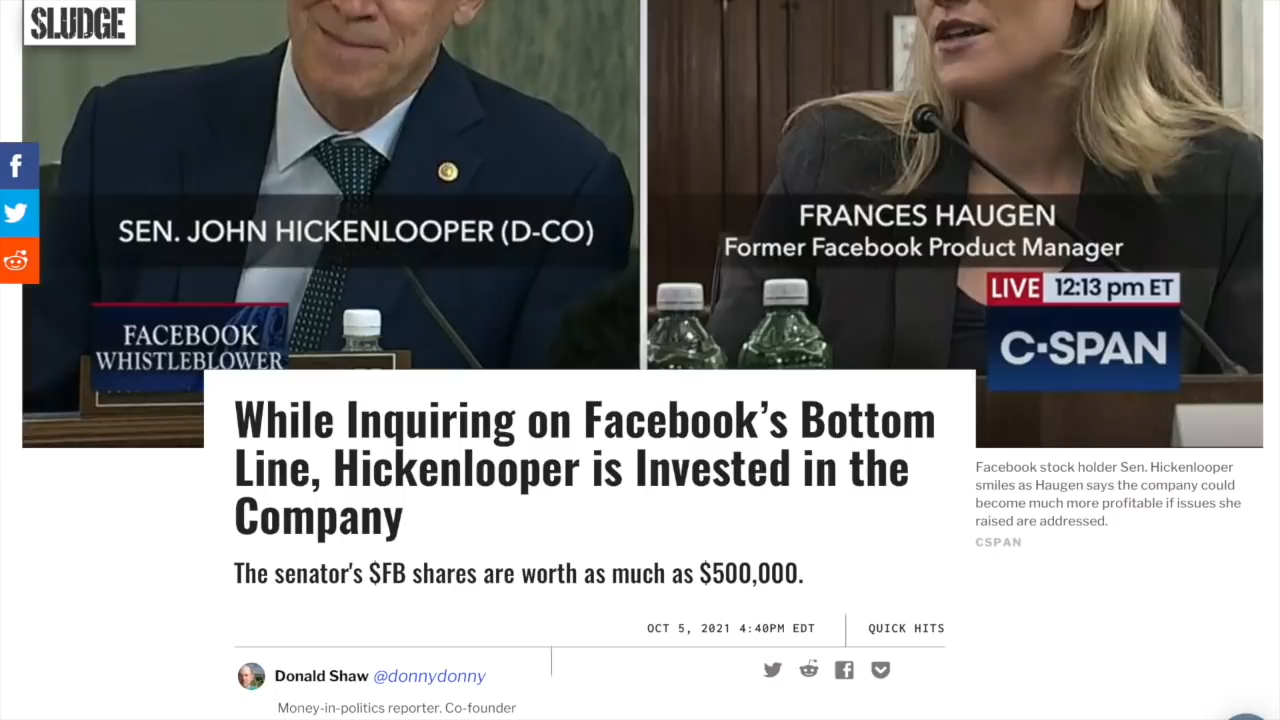 SLUDGE
SEN. JOHN HICKENLOOPER (D-CO)
FACEBOOK
WHISTLEBLOWER
FRANCES HAUGEN
Former Facebook Product Manager
LIVE 12:13 pm ET
C-SPAN
While Inquiring on Facebook’s Bottom
Line, Hickenlooper is Invested in the
Company
The senator's $FB shares are worth as much as $500,000.
Facebook stock holder Sen. Hickenlooper
smiles as Haugen says the company could
become much more profitable if issues she
raised are addressed.
CSPAN
OCT 5, 2021 4:40PM EDT
QUICK HITS
Donald Shaw @donnydonny
Money-in-politics reporter. Co-founder